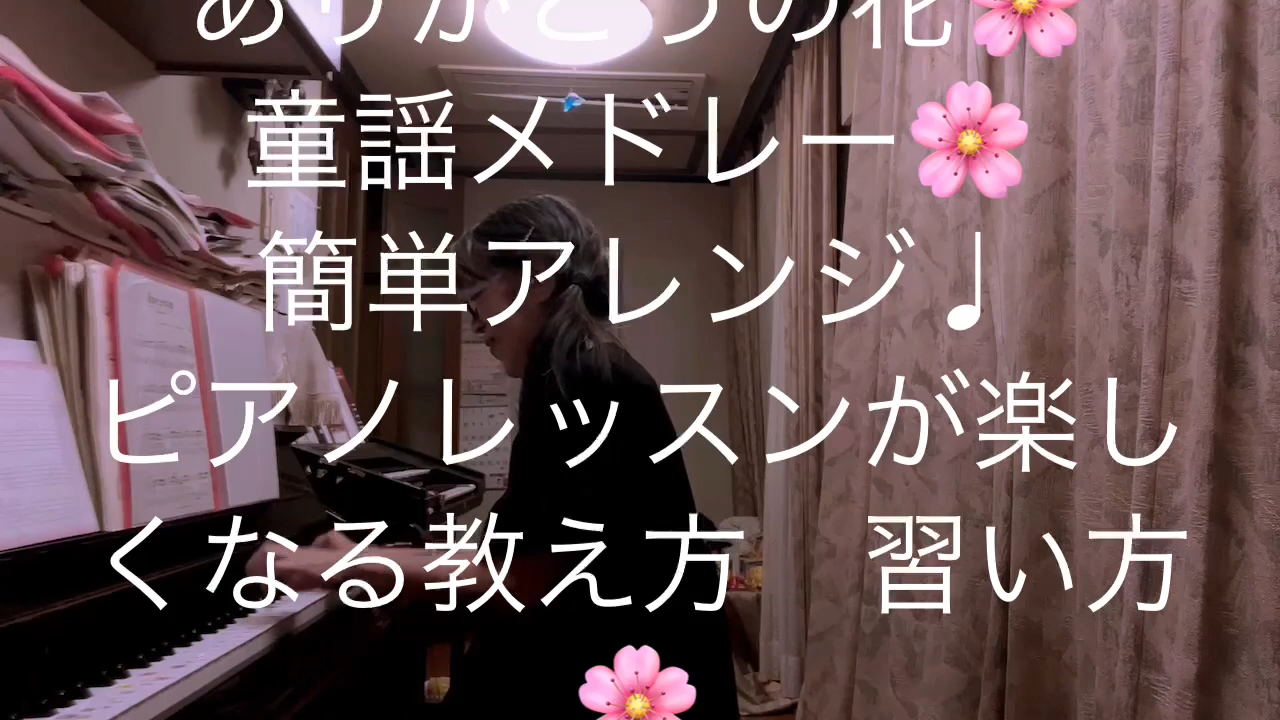 ありがとうの花🌸
童謡メドレー🌸
簡単アレンジ♩
ピアノレッスンが楽し
くなる教え方　習い方
🌸